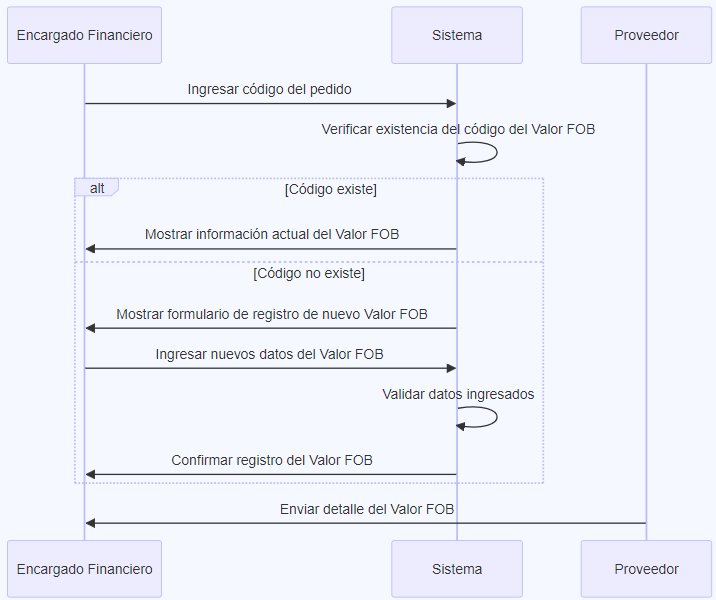 Encargado Financiero
Sistema
Proveedor
Ingresar código del pedido
Verificar existencia del código del Valor FOB
alt
[Código existe]
Mostrar información actual del Valor FOB
[Código no existe]
Mostrar formulario de registro de nuevo Valor FOB
Ingresar nuevos datos del Valor FOB
Validar datos ingresados
Confirmar registro del Valor FOB
Enviar detalle del Valor FOB
Encargado Financiero
Sistema
Proveedor